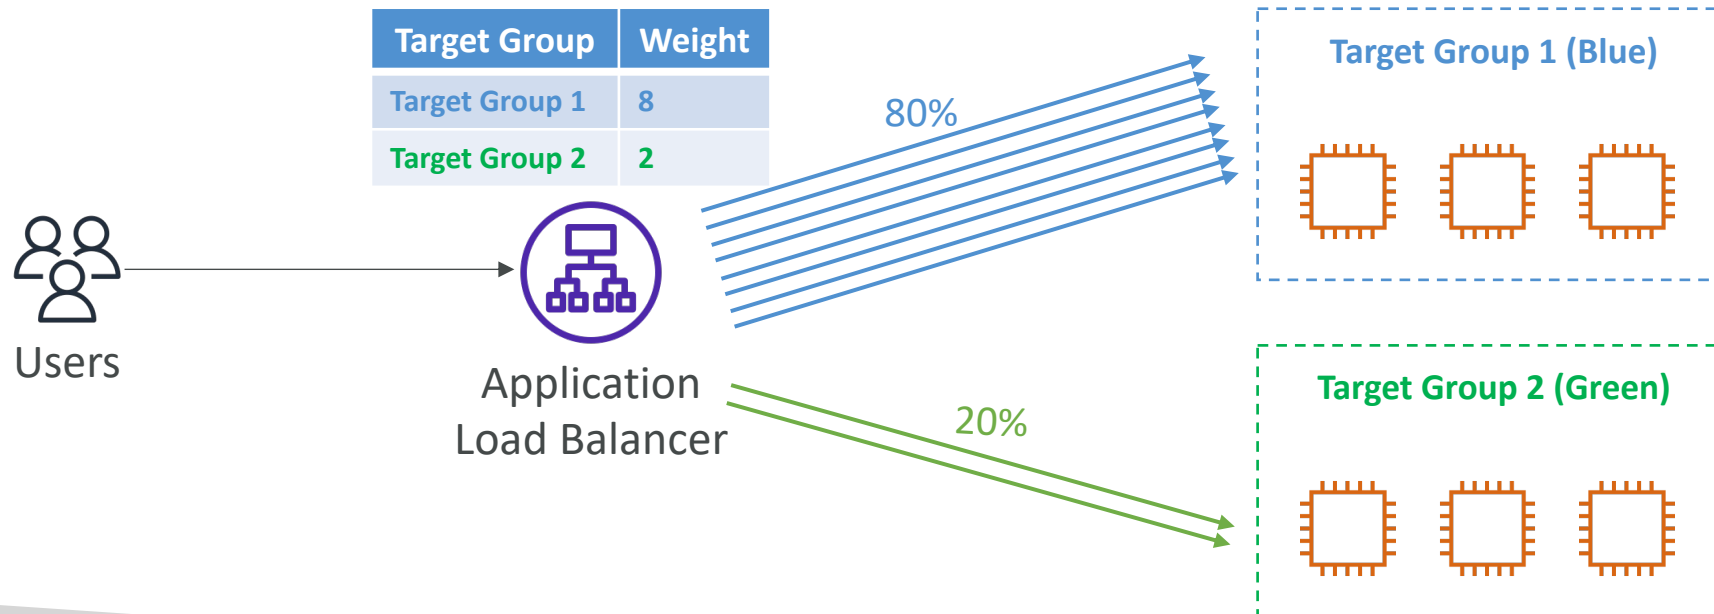 Target Group Weight
Target Group 1 8
Target Group 2 2
80%
Target Group 1 (Blue)
Users
Application
Load Balancer
20%
Target Group 2 (Green)